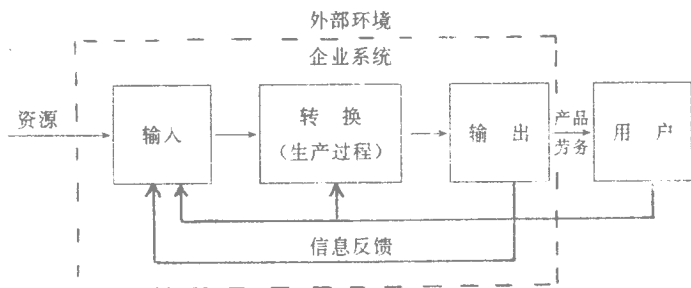 外部环境
企业系统
资源
输入
转换
（生产过程）
输出
产品
劳务
用户
信息反馈